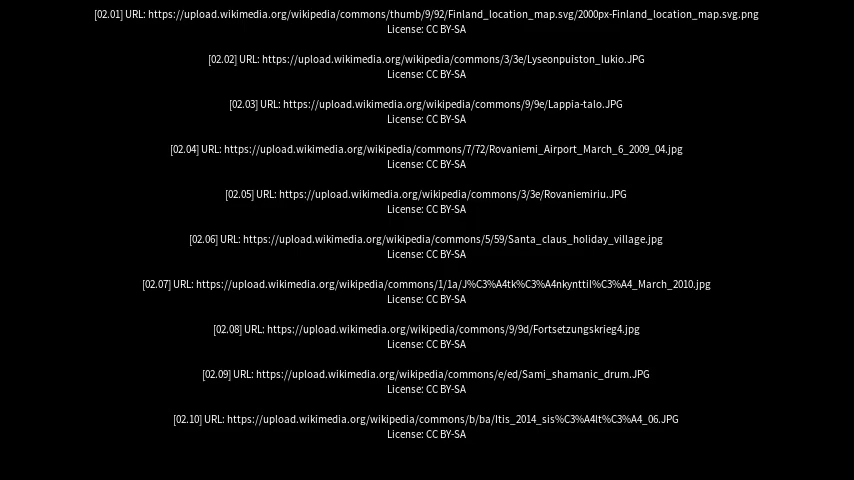 [02.01] URL: https://upload.wikimedia.org/wikipedia/commons/thumb/9/92/Finland_location_map.svg/2000px-Finland_location_map.svg.png
License: CC BY-SA
[02.02] URL: https://upload.wikimedia.org/wikipedia/commons/3/3e/Lyseonpuiston_lukio.JPG
License: CC BY-SA
[02.03] URL: https://upload.wikimedia.org/wikipedia/commons/9/9e/Lappia-talo.JPG
License: CC BY-SA
[02.04] URL: https://upload.wikimedia.org/wikipedia/commons/7/72/Rovaniemi_Airport_March_6_2009_04.jpg
License: CC BY-SA
[02.05] URL: https://upload.wikimedia.org/wikipedia/commons/3/3e/Rovaniemiriu.JPG
License: CC BY-SA
[02.06] URL: https://upload.wikimedia.org/wikipedia/commons/5/59/Santa_claus_holiday_village.jpg
License: CC BY-SA
[02.07] URL: https://upload.wikimedia.org/wikipedia/commons/1/1a/J%C3%A4tk%C3%A4nkynttil%C3%A4_March_2010.jpg
License: CC BY-SA
[02.08] URL: https://upload.wikimedia.org/wikipedia/commons/9/9d/Fortsetzungskrieg4.jpg
License: CC BY-SA
[02.09] URL: https://upload.wikimedia.org/wikipedia/commons/e/ed/Sami_shamanic_drum.JPG
License: CC BY-SA
[02.10] URL: https://upload.wikimedia.org/wikipedia/commons/b/ba/Itis_2014_sis%C3%A4lt%C3%A4_06.JPG
License: CC BY-SA